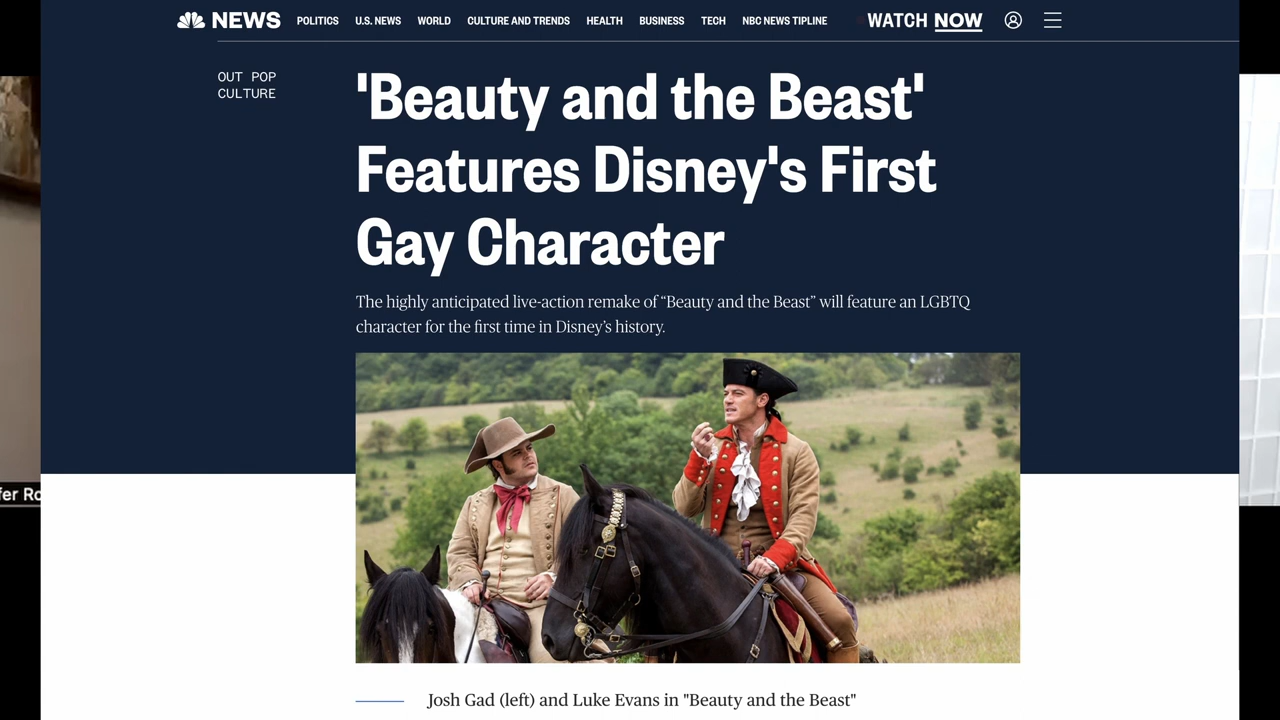 NEWS POLITICS U.S. NEWS WORLD CULTURE AND TRENDS HEALTH BUSINESS TECH NBC NEWS TIPLINE WATCH NOW
OUT POP
CULTURE
'Beauty and the Beast'
Features Disney's First
Gay Character
The highly anticipated live-action remake of “Beauty and the Beast” will feature an LGBTQ
character for the first time in Disney’s history.
fer Ro
Josh Gad (left) and Luke Evans in "Beauty and the Beast"